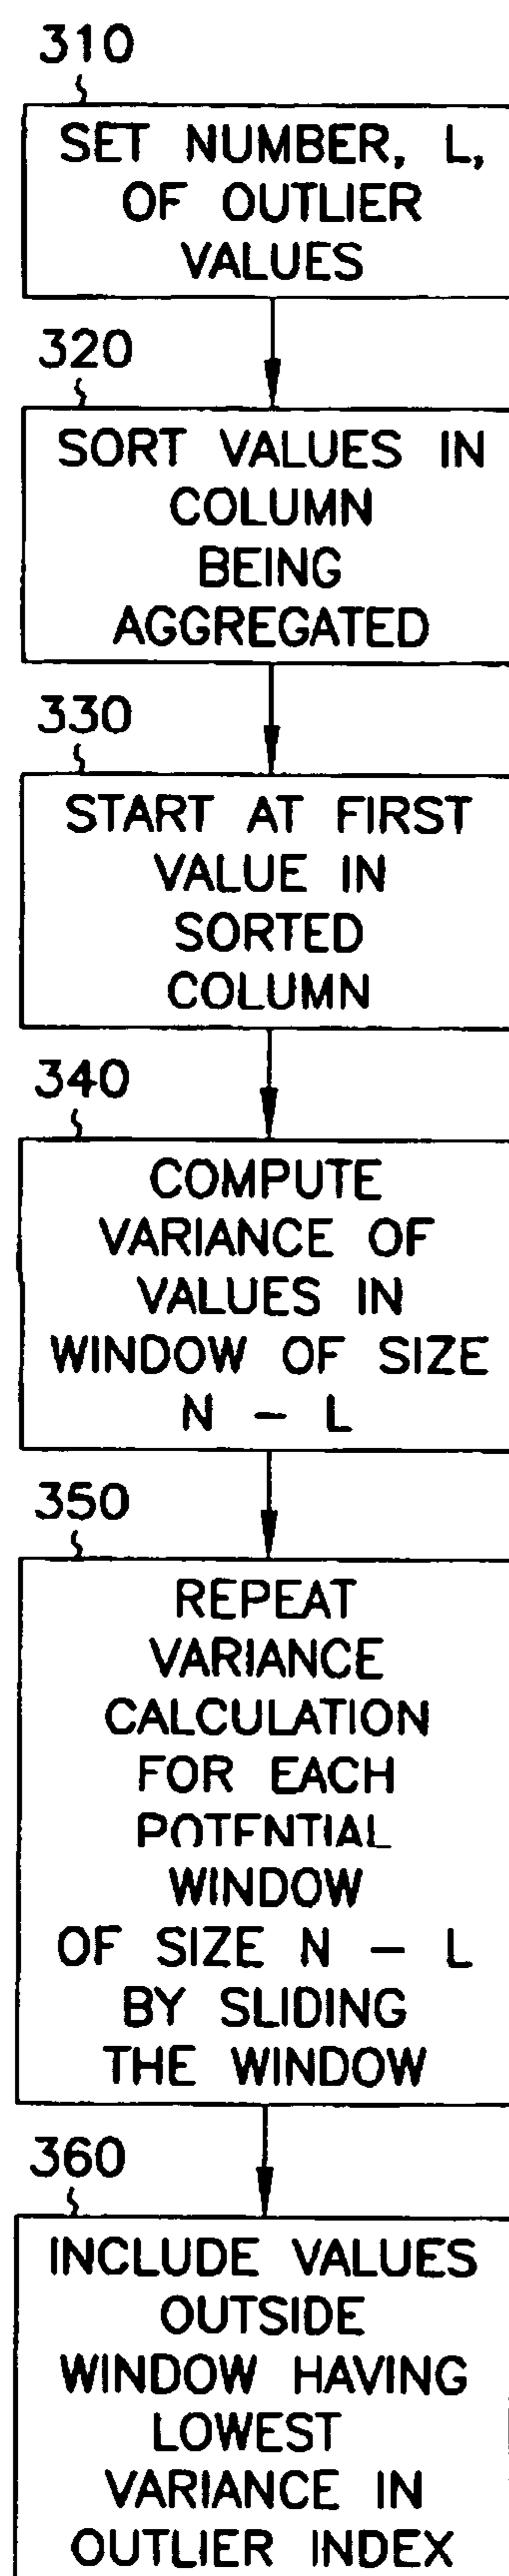 310
SET NUMBER, L,
OF OUTLIER
VALUES
320
SORT VALUES IN
COLUMN
BEING
AGGREGATED
330
START AT FIRST
VALUE IN
SORTED
COLUMN
340
COMPUTE
VARIANCE OF
VALUES IN
WINDOW OF SIZE
N - L
350
REPEAT
VARIANCE
CALCULATION
FOR EACH
POTENTIAL
WINDOW
OF SIZE N - L
BY SLIDING
THE WINDOW
360
INCLUDE VALUES
OUTSIDE
WINDOW HAVING
LOWEST
VARIANCE IN
OUTLIER INDEX